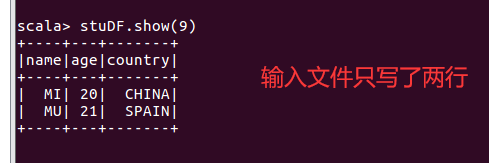 scala> stuDF.show(9)
+----+---+-------+
|name|age|country|
+----+---+-------+
|  MI| 20|  CHINA|
|  MU| 21|  SPAIN|
+----+---+-------+
输入文件只写了两行